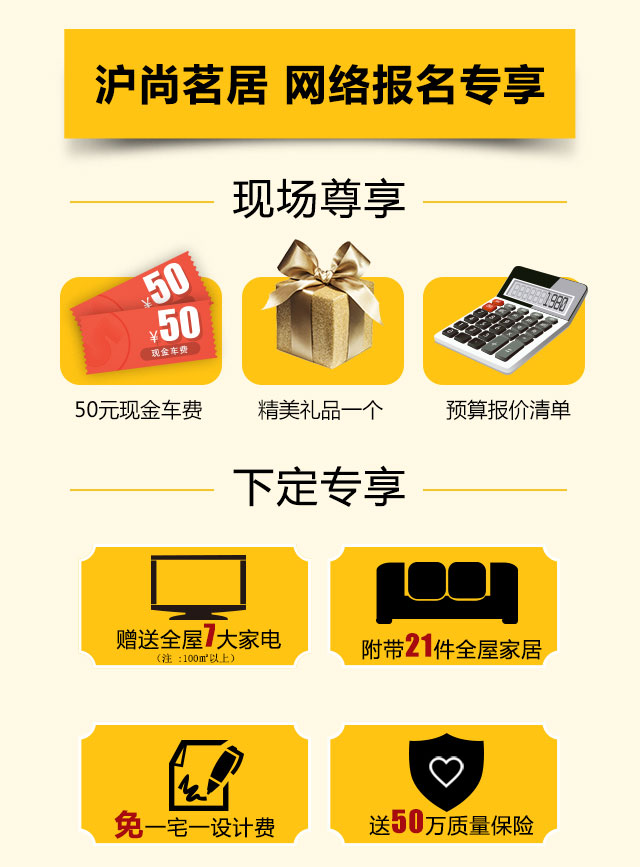 沪尚茗居 网络报名专享
现场尊享
¥50
¥50
现金车费
1,980
50元现金车费
精美礼品一个
预算报价清单
下定专享
赠送全屋7大家电
(注 :100㎡以上)
附带21件全屋家居
免一宅一设计费
送50万质量保险